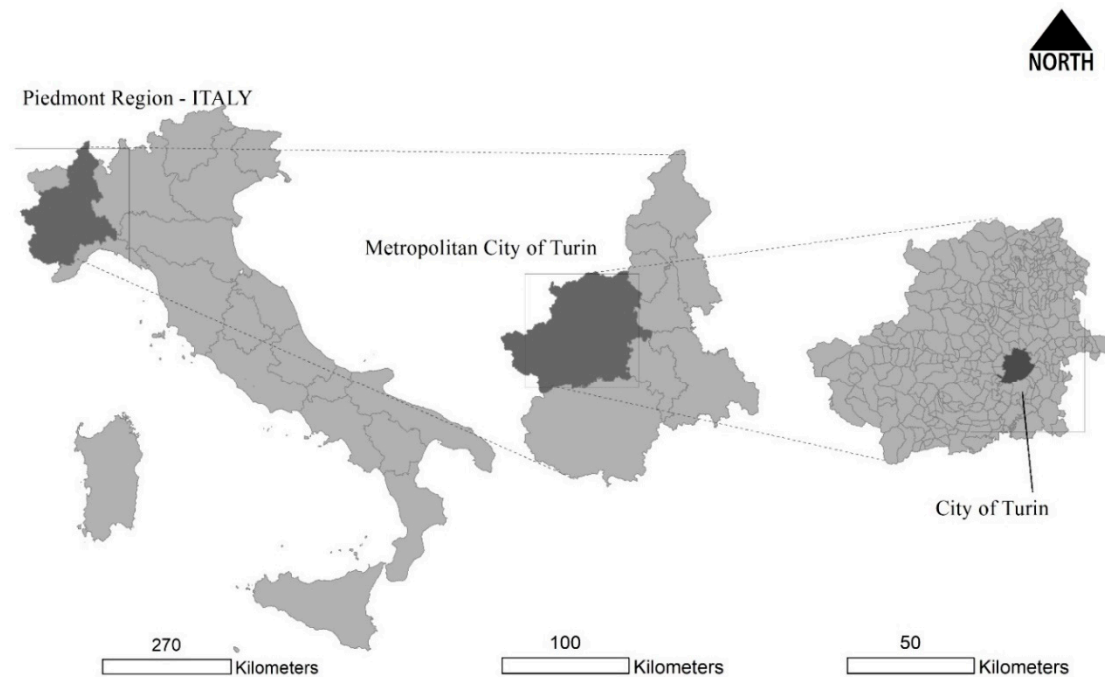 NORTH
Piedmont Region - ITALY
Metropolitan City of Turin
City of Turin
270
Kilometers
100
Kilometers
50
Kilometers